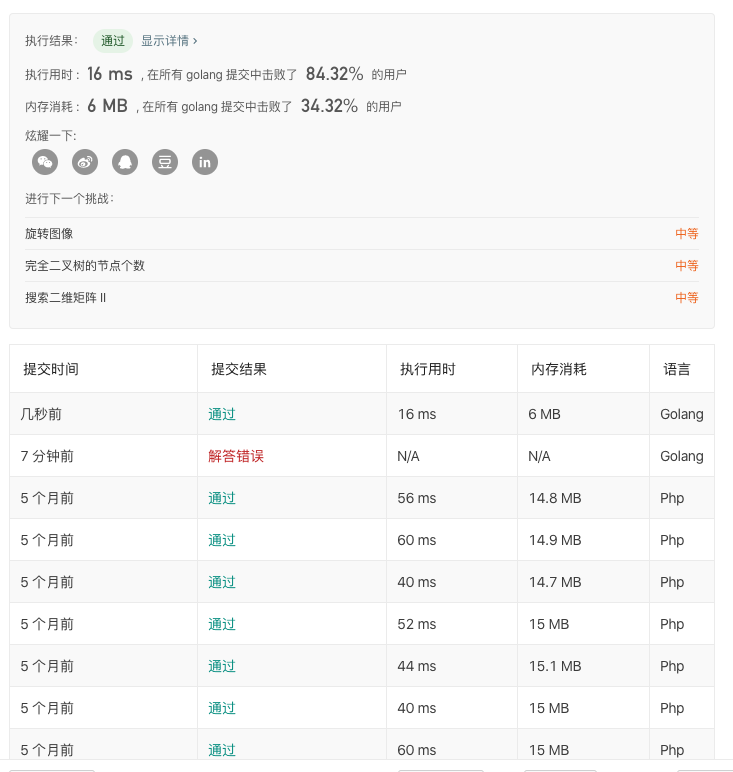 执行结果： 通过 显示详情 ›
执行用时 : 16 ms , 在所有 golang 提交中击败了 84.32% 的用户
内存消耗 : 6 MB , 在所有 golang 提交中击败了 34.32% 的用户
炫耀一下:
进行下一个挑战：
旋转图像 中等
完全二叉树的节点个数 中等
搜索二维矩阵 II 中等
提交时间 提交结果 执行用时 内存消耗 语言
几秒前 通过 16 ms 6 MB Golang
7 分钟前 解答错误 N/A N/A Golang
5 个月前 通过 56 ms 14.8 MB Php
5 个月前 通过 60 ms 14.9 MB Php
5 个月前 通过 40 ms 14.7 MB Php
5 个月前 通过 52 ms 15 MB Php
5 个月前 通过 44 ms 15.1 MB Php
5 个月前 通过 40 ms 15 MB Php
5 个月前 通过 60 ms 15 MB Php